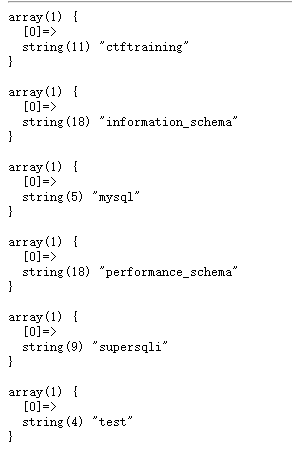 array(1) {
  [0]=>
  string(11) "ctftraining"
}
array(1) {
  [0]=>
  string(18) "information_schema"
}
array(1) {
  [0]=>
  string(5) "mysql"
}
array(1) {
  [0]=>
  string(18) "performance_schema"
}
array(1) {
  [0]=>
  string(9) "supersqli"
}
array(1) {
  [0]=>
  string(4) "test"
}